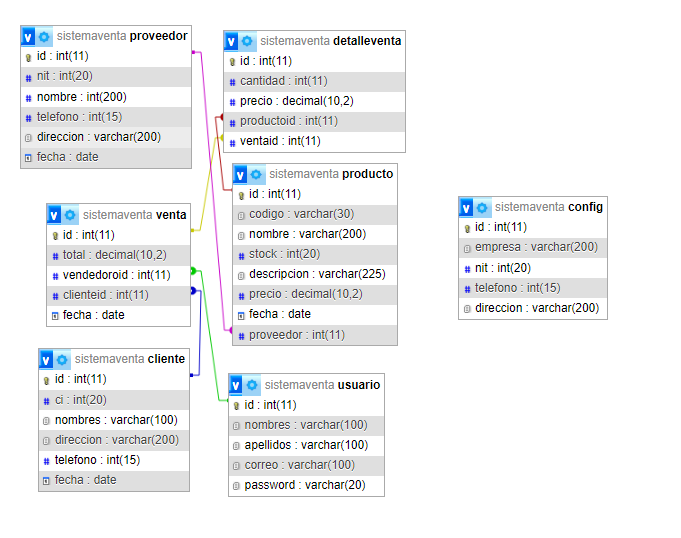 sistemaventa proveedor
id : int(11)
nit : int(20)
nombre : int(200)
telefono : int(15)
direccion : varchar(200)
fecha : date
sistemaventa detalleventa
id : int(11)
cantidad : int(11)
precio : decimal(10,2)
productoid : int(11)
ventaid : int(11)
sistemaventa producto
id : int(11)
codigo : varchar(30)
nombre : varchar(200)
stock : int(20)
descripcion : varchar(225)
precio : decimal(10,2)
fecha : date
proveedor : int(11)
sistemaventa venta
id : int(11)
total : decimal(10,2)
vendedoroid : int(11)
clienteid : int(11)
fecha : date
sistemaventa config
id : int(11)
empresa : varchar(200)
nit : int(20)
telefono : int(15)
direccion : varchar(200)
sistemaventa cliente
id : int(11)
ci : int(20)
nombres : varchar(100)
direccion : varchar(200)
telefono : int(15)
fecha : date
sistemaventa usuario
id : int(11)
nombres : varchar(100)
apellidos : varchar(100)
correo : varchar(100)
password : varchar(20)